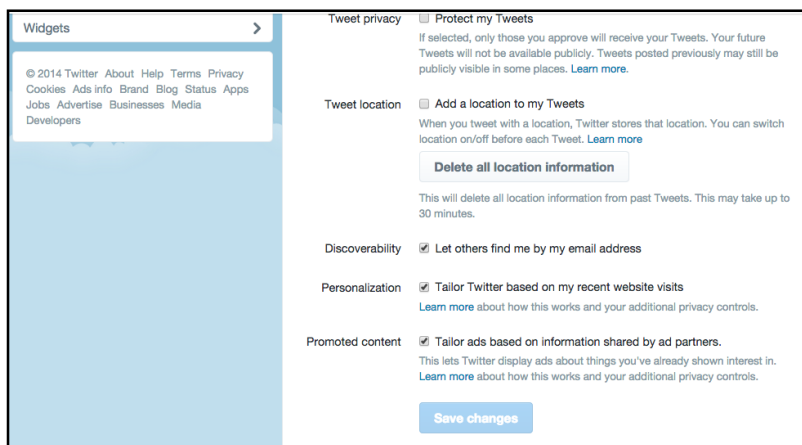 Widgets
© 2014 Twitter About Help Terms Privacy
Cookies Ads info Brand Blog Status Apps
Jobs Advertise Businesses Media
Developers
Tweet privacy Protect my Tweets
If selected, only those you approve will receive your Tweets. Your future
Tweets will not be available publicly. Tweets posted previously may still be
publicly visible in some places. Learn more.
Tweet location Add a location to my Tweets
When you tweet with a location, Twitter stores that location. You can switch
location on/off before each Tweet. Learn more
Delete all location information
This will delete all location information from past Tweets. This may take up to
30 minutes.
Discoverability Let others find me by my email address
Personalization Tailor Twitter based on my recent website visits
Learn more about how this works and your additional privacy controls.
Promoted content Tailor ads based on information shared by ad partners.
This lets Twitter display ads about things you've already shown interest in.
Learn more about how this works and your additional privacy controls.
Save changes